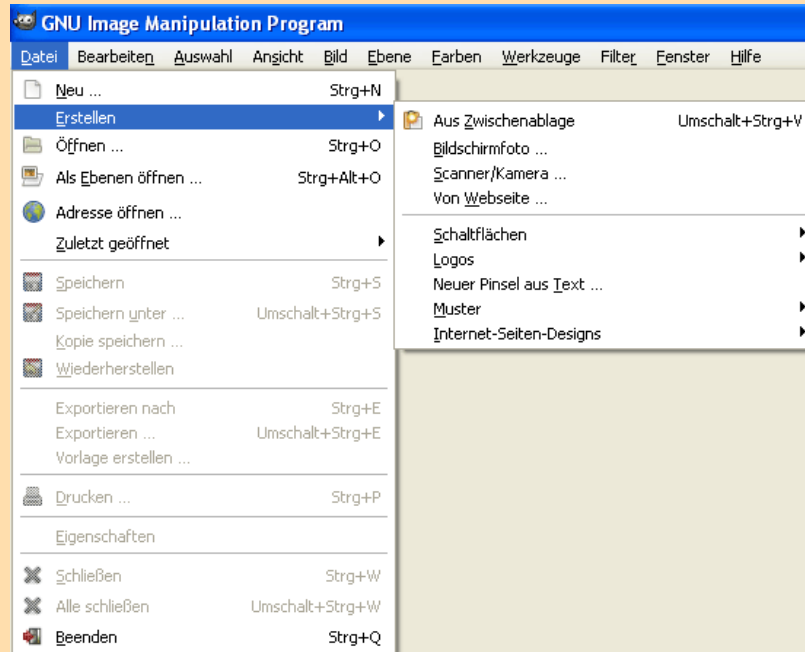 GNU Image Manipulation Program
Datei Bearbeiten Auswahl Ansicht Bild Ebene Farben Werkzeuge Filter Fenster Hilfe
Neu ... Strg+N
Erstellen
Öffnen ... Strg+O
Als Ebenen öffnen ... Strg+Alt+O
Adresse öffnen ...
Zuletzt geöffnet
Speichern Strg+S
Speichern unter ... Umschalt+Strg+S
Kopie speichern ...
Wiederherstellen
Exportieren nach Strg+E
Exportieren ... Umschalt+Strg+E
Vorlage erstellen ...
Drucken ... Strg+P
Eigenschaften
Schließen Strg+W
Alle schließen Umschalt+Strg+W
Beenden Strg+Q
Aus Zwischenablage Umschalt+Strg+V
Bildschirmfoto ...
Scanner/Kamera ...
Von Webseite ...
Schaltflächen
Logos
Neuer Pinsel aus Text ...
Muster
Internet-Seiten-Designs